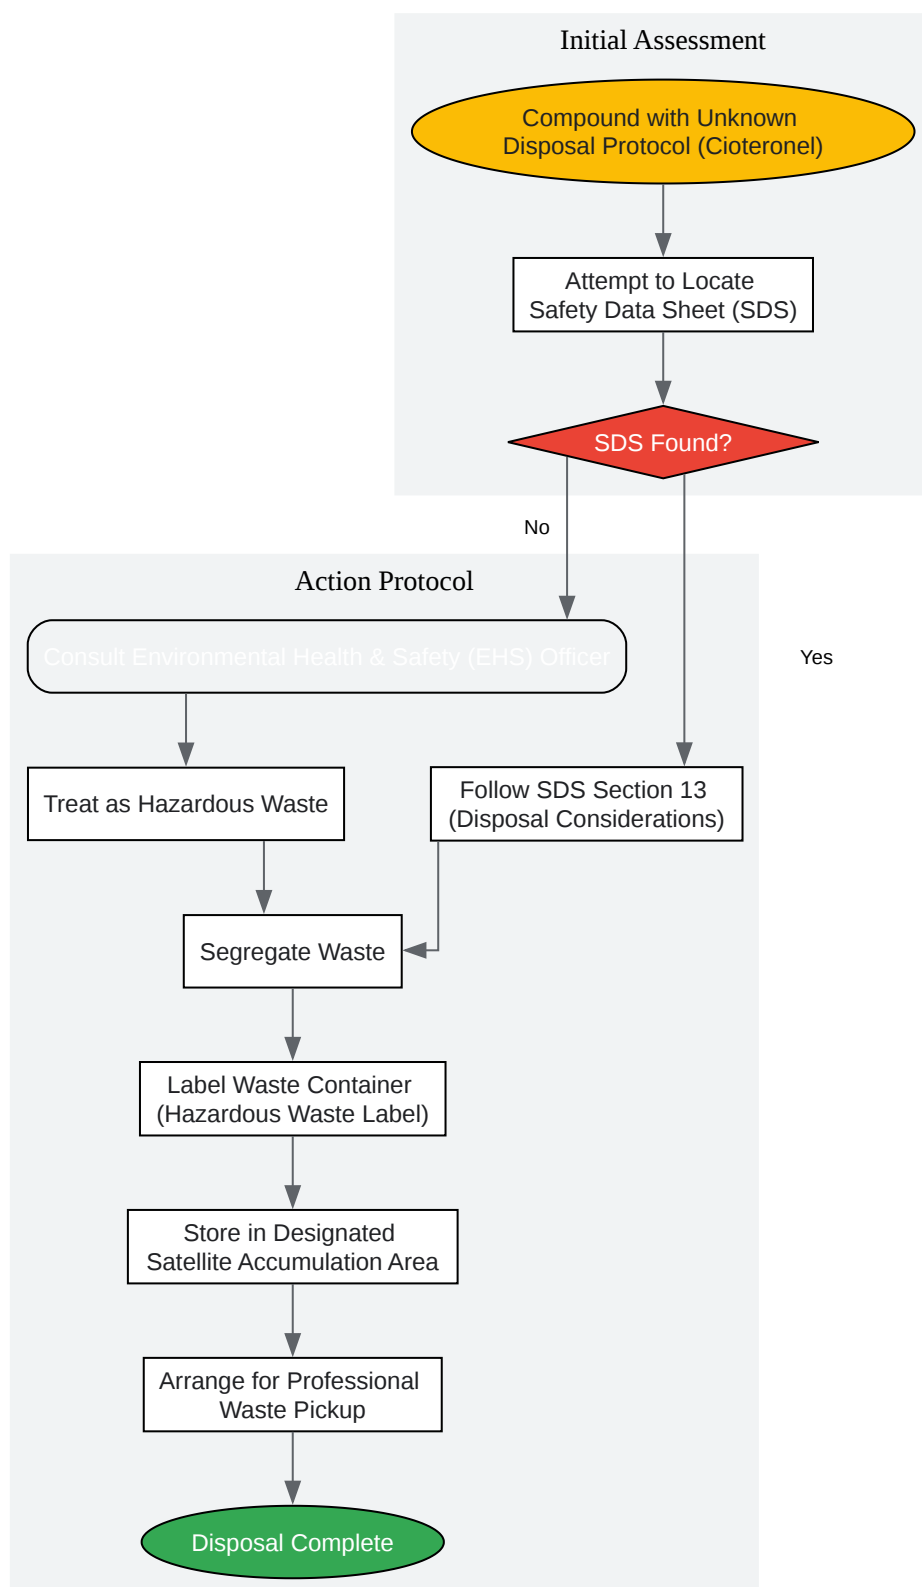 Initial Assessment
Compound with Unknown
Disposal Protocol (Cioteronel)
Attempt to Locate
Safety Data Sheet (SDS)
SDS Found?
No
Action Protocol
Consult Environmental Health & Safety (EHS) Officer
Yes
Treat as Hazardous Waste
Follow SDS Section 13
(Disposal Considerations)
Segregate Waste
Label Waste Container
(Hazardous Waste Label)
Store in Designated
Satellite Accumulation Area
Arrange for Professional
Waste Pickup
Disposal Complete